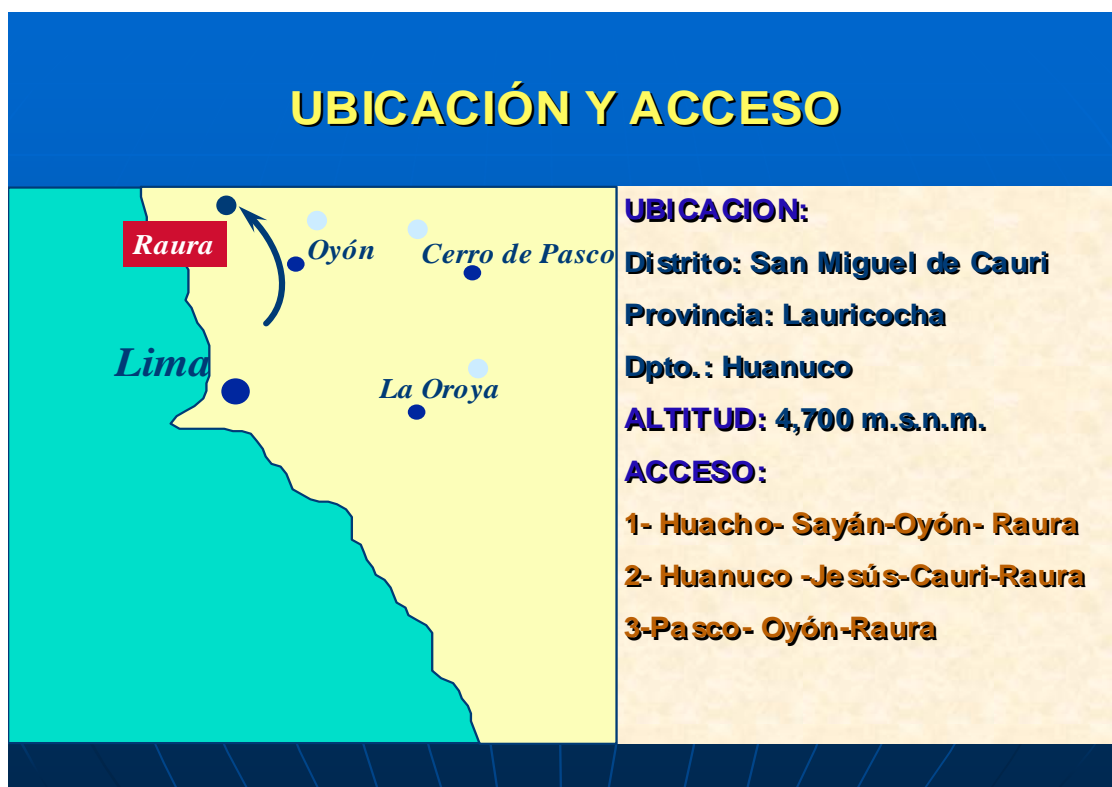 UBICACIÓN Y ACCESO
Raura
Oyón
Cerro de Pasco
Lima
La Oroya
UBICACION:
Distrito: San Miguel de Cauri
Provincia: Lauricocha
Dpto.: Huanuco
ALTITUD: 4,700 m.s.n.m.
ACCESO:
1- Huacho- Sayán-Oyón- Raura
2- Huanuco -Jesús-Cauri-Raura
3-Pasco- Oyón-Raura